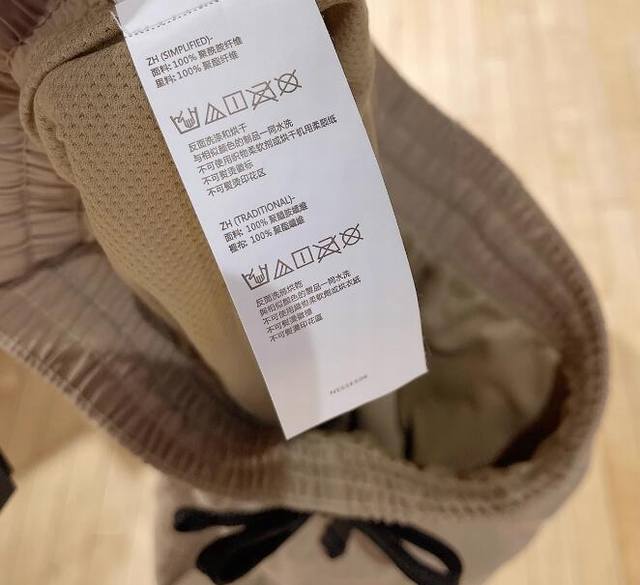 ZH (SIMPLIFIED)-
面料: 100% 聚酰胺纤维
里料: 100% 聚酯纤维
反面洗涤和烘干
与相似颜色的制品一同水洗
不可使用织物柔软剂或烘干机用柔顺纸
不可熨烫徽标
不可熨烫印花区
ZH (TRADITIONAL)-
面料: 100% 聚醯胺纖維
裡布: 100% 聚酯纖維
反面洗滌烘乾
與相似顏色的製品一同水洗
不可使用織物柔軟劑或烘衣紙
不可熨燙徽標
不可熨燙印花區